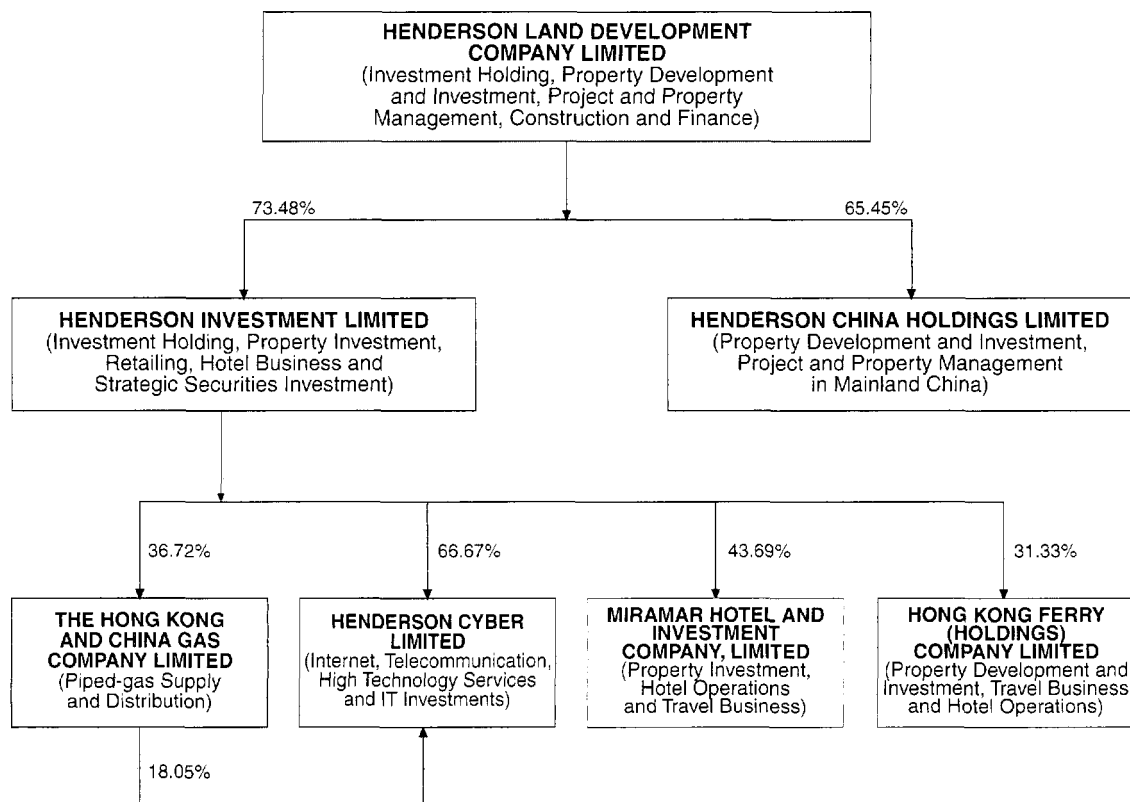 HENDERSON LAND DEVELOPMENT
COMPANY LIMITED
(Investment Holding, Property Development
and Investment, Project and Property
Management, Construction and Finance)
73.48%
65.45%
HENDERSON INVESTMENT LIMITED
(Investment Holding, Property Investment,
Retailing, Hotel Business and
Strategic Securities Investment)
HENDERSON CHINA HOLDINGS LIMITED
(Property Development and Investment,
Project and Property Management
in Mainland China)
36.72%
66.67%
43.69%
31.33%
THE HONG KONG
AND CHINA GAS
COMPANY LIMITED
(Piped-gas Supply
and Distribution)
HENDERSON CYBER
LIMITED
(Internet, Telecommunication,
High Technology Services
and IT Investments)
MIRAMAR HOTEL AND
INVESTMENT
COMPANY, LIMITED
(Property Investment,
Hotel Operations
and Travel Business)
HONG KONG FERRY
(HOLDINGS)
COMPANY LIMITED
(Property Development and
Investment, Travel Business
and Hotel Operations)
18.05%